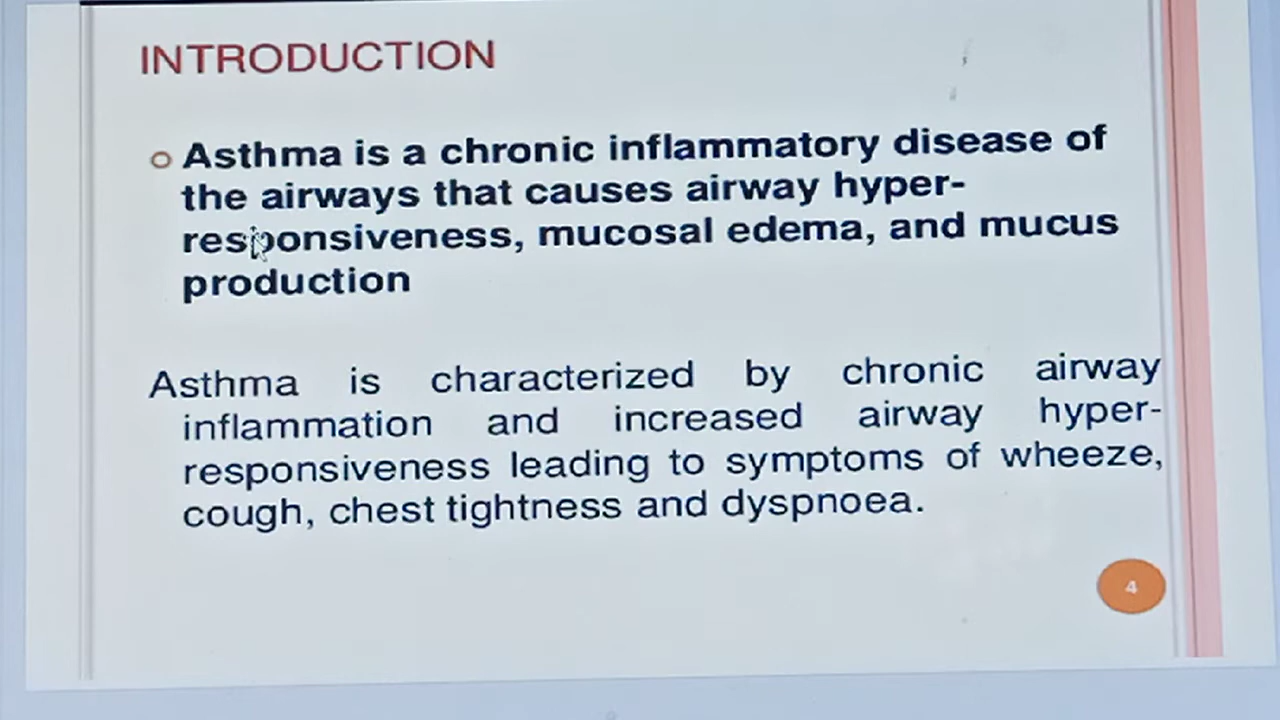 INTRODUCTION
Asthma is a chronic inflammatory disease of
the airways that causes airway hyper-
responsiveness, mucosal edema, and mucus
production
Asthma is characterized by chronic airway
inflammation and increased airway hyper-
responsiveness leading to symptoms of wheeze,
cough, chest tightness and dyspnoea.
4